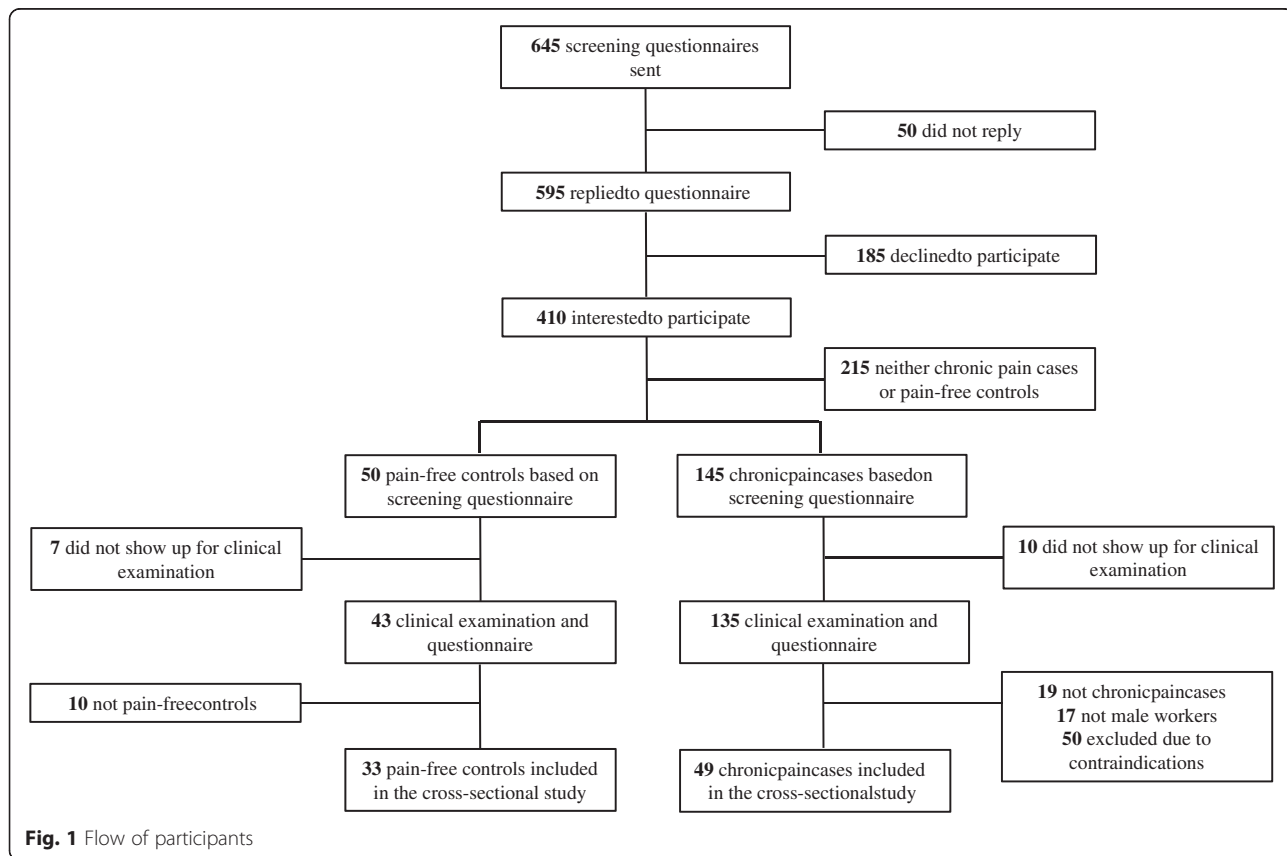 645 screening questionnaires
sent
50 did not reply
595 repliedto questionnaire
185 declinedto participate
410 interestedto participate
215 neither chronic pain cases
or pain-free controls
50 pain-free controls based on
screening questionnaire
145 chronicpaincases basedon
screening questionnaire
7 did not show up for clinical
examination
10 did not show up for clinical
examination
43 clinical examination and
questionnaire
135 clinical examination and
questionnaire
10 not pain-freecontrols
19 not chronicpaincases
17 not male workers
50 excluded due to
contraindications
33 pain-free controls included
in the cross-sectional study
49 chronicpaincases included
in the cross-sectionalstudy
Fig. 1 Flow of participants